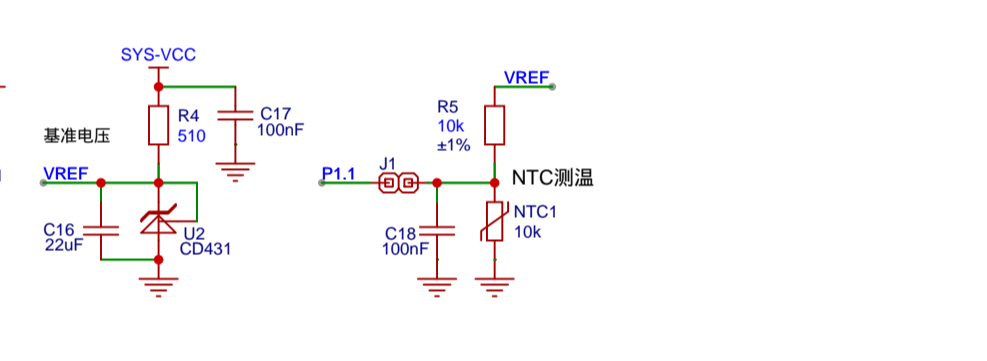 SYS-VCC
R4
510
C17
100nF
基准电压
VREF
C16
22uF
U2
CD431
VREF
R5
10k
±1%
P1.1
J1
NTC测温
C18
100nF
NTC1
10k